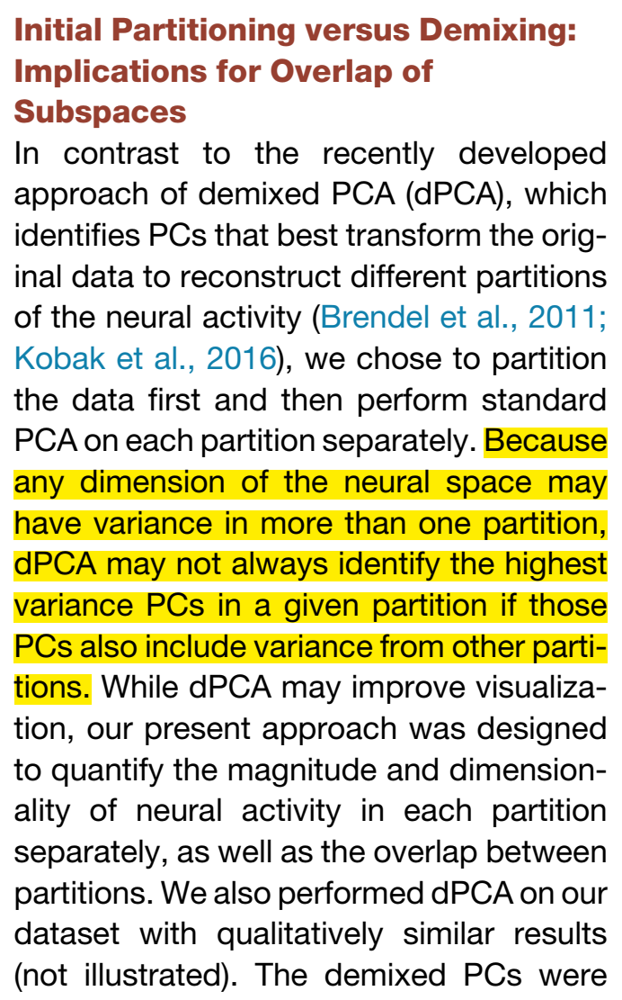 Initial Partitioning versus Demixing:
Implications for Overlap of
Subspaces
In contrast to the recently developed
approach of demixed PCA (dPCA), which
identifies PCs that best transform the orig-
inal data to reconstruct different partitions
of the neural activity (Brendel et al., 2011;
Kobak et al., 2016), we chose to partition
the data first and then perform standard
PCA on each partition separately. Because
any dimension of the neural space may
have variance in more than one partition,
dPCA may not always identify the highest
variance PCs in a given partition if those
PCs also include variance from other parti-
tions. While dPCA may improve visualiza-
tion, our present approach was designed
to quantify the magnitude and dimension-
ality of neural activity in each partition
separately, as well as the overlap between
partitions. We also performed dPCA on our
dataset with qualitatively similar results
(not illustrated). The demixed PCs were